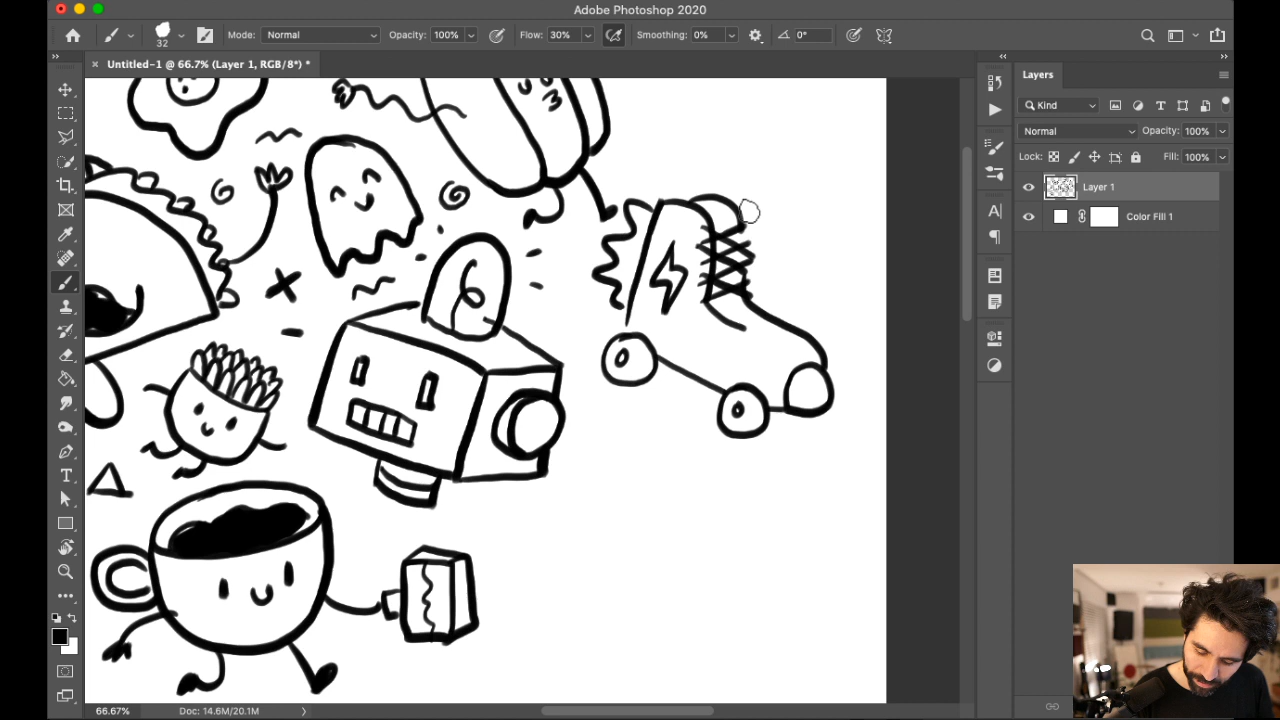 Adobe Photoshop 2020
32 Mode: Normal Opacity: 100% Flow: 30% Smoothing: 0% 0°
Untitled-1 @ 66.7% (Layer 1, RGB/8*) *
Layers
Kind
Normal Opacity: 100%
Lock: Fill: 100%
Layer 1
Color Fill 1
66.67% Doc: 14.6M/20.1M